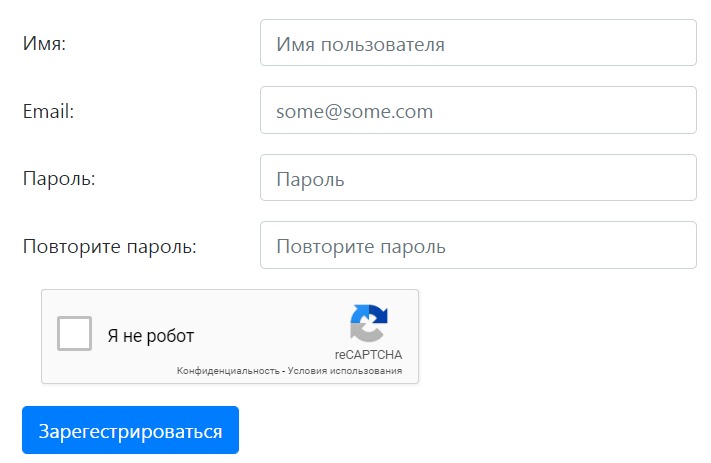 Имя: Имя пользователя
Email: some@some.com
Пароль: Пароль
Повторите пароль: Повторите пароль
Я не робот
reCAPTCHA
Конфиденциальность - Условия использования
Зарегестрироваться